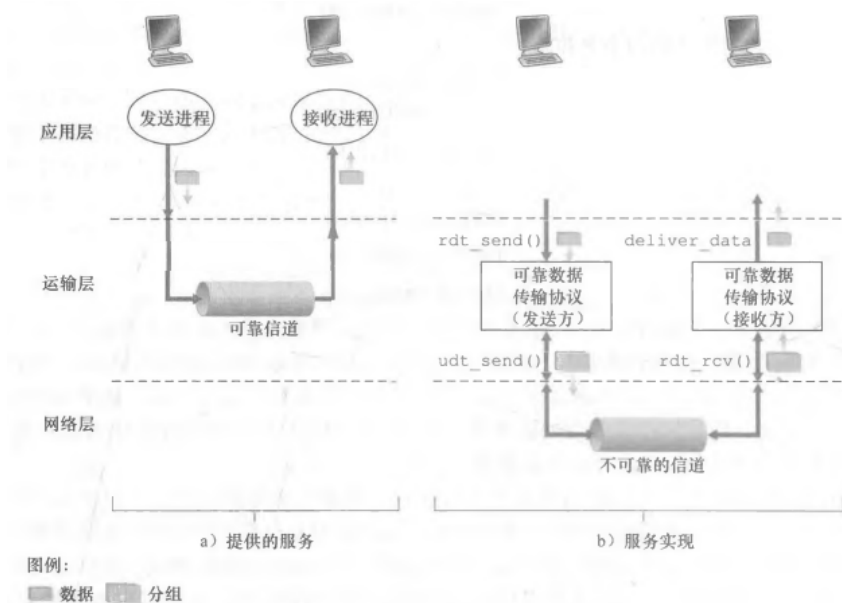 应用层
发送进程
接收进程
rdt_send()
deliver_data
运输层
可靠信道
可靠数据
传输协议
（发送方）
可靠数据
传输协议
（接收方）
udt_send()
rdt_rcv()
网络层
不可靠的信道
a）提供的服务
b）服务实现
图例：
数据
分组